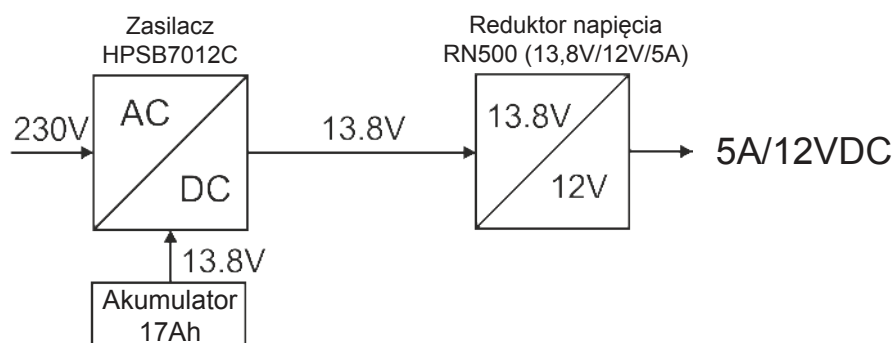 Zasilacz
HPSB7012C
Reduktor napięcia
RN500 (13,8V/12V/5A)
230V
AC
DC
13.8V
13.8V
12V
5A/12VDC
13.8V
Akumulator
17Ah